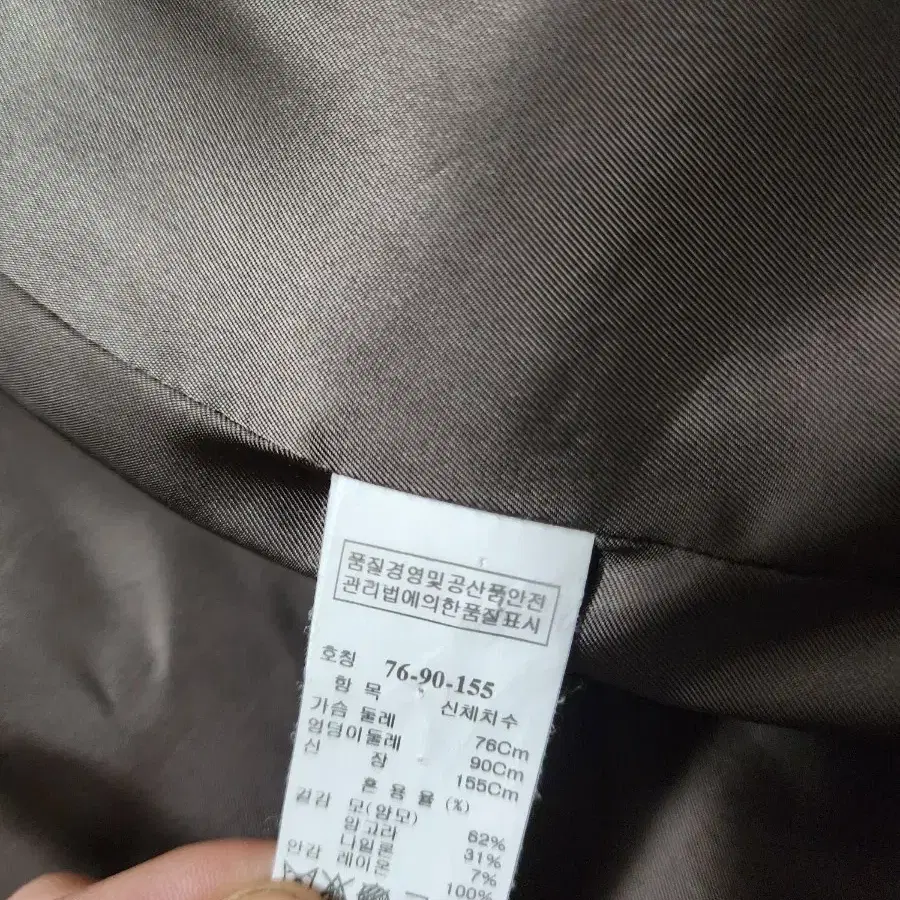 품질경영및공산품안전
관리법에의한품질표시
호칭 76-90-155
항 목 신체치수
가슴 둘레 76Cm
엉덩이둘레 90Cm
신 장 155Cm
혼 용 율 (%)
겉감 모(양모) 62%
앙고라 31%
나일론 7%
안감 레이온 100%